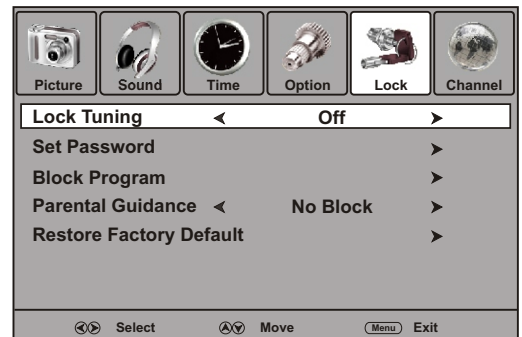 Picture Sound Time Option Lock Channel
Lock Tuning Off
Set Password
Block Program
Parental Guidance No Block
Restore Factory Default
Select Move Menu Exit